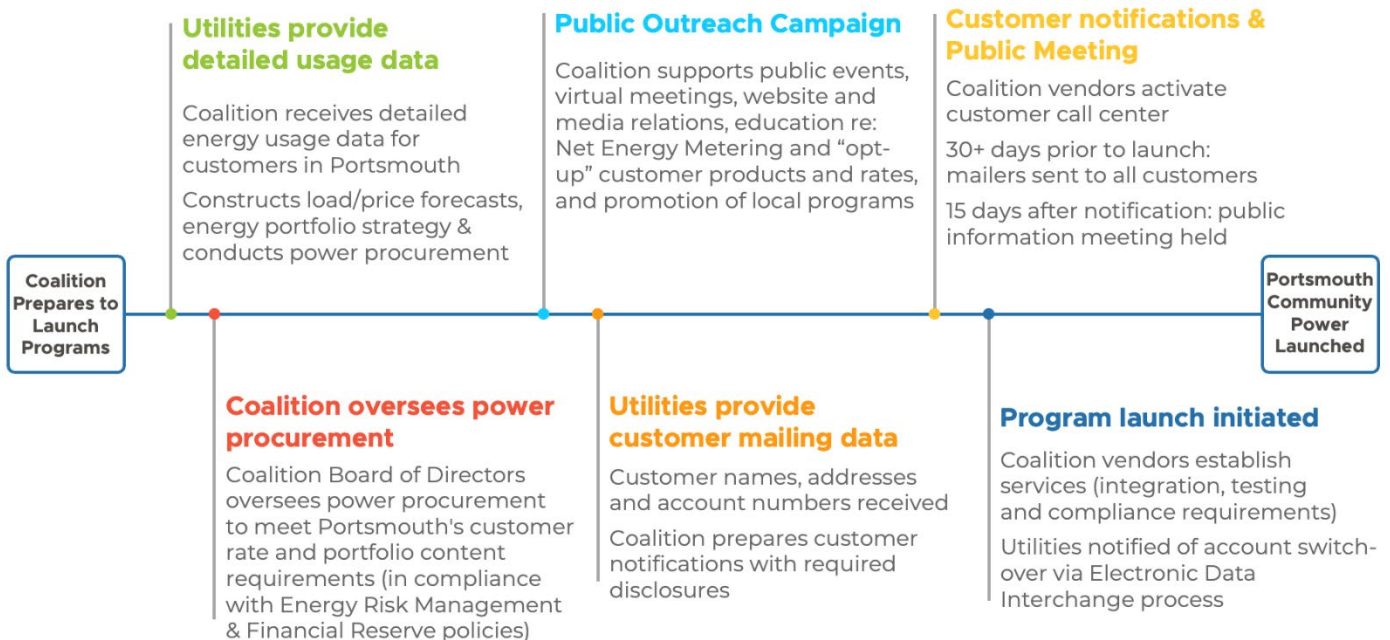 Utilities provide
detailed usage data
Coalition receives detailed
energy usage data for
customers in Portsmouth
Constructs load/price forecasts,
energy portfolio strategy &
conducts power procurement
Public Outreach Campaign
Coalition supports public events,
virtual meetings, website and
media relations, education re:
Net Energy Metering and “opt-
up” customer products and rates,
and promotion of local programs
Customer notifications &
Public Meeting
Coalition vendors activate
customer call center
30+ days prior to launch:
mailers sent to all customers
15 days after notification: public
information meeting held
Coalition
Prepares to
Launch
Programs
Portsmouth
Community
Power
Launched
Coalition oversees power
procurement
Coalition Board of Directors
oversees power procurement
to meet Portsmouth's customer
rate and portfolio content
requirements (in compliance
with Energy Risk Management
& Financial Reserve policies)
Utilities provide
customer mailing data
Customer names, addresses
and account numbers received
Coalition prepares customer
notifications with required
disclosures
Program launch initiated
Coalition vendors establish
services (integration, testing
and compliance requirements)
Utilities notified of account switch-
over via Electronic Data
Interchange process